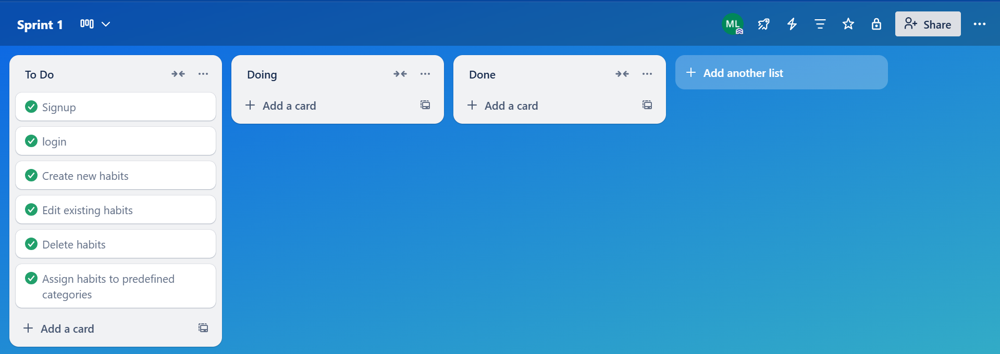 Sprint 1
ML
Share
To Do
Signup
login
Create new habits
Edit existing habits
Delete habits
Assign habits to predefined
categories
Add a card
Doing
Add a card
Done
Add a card
Add another list